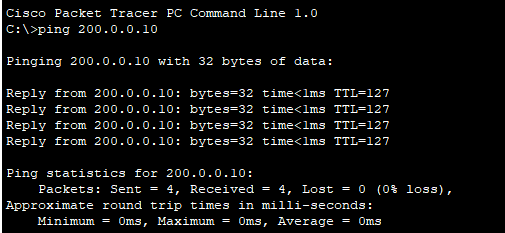 Cisco Packet Tracer PC Command Line 1.0
C:\>ping 200.0.0.10
Pinging 200.0.0.10 with 32 bytes of data:
Reply from 200.0.0.10: bytes=32 time<1ms TTL=127
Reply from 200.0.0.10: bytes=32 time<1ms TTL=127
Reply from 200.0.0.10: bytes=32 time<1ms TTL=127
Reply from 200.0.0.10: bytes=32 time<1ms TTL=127
Ping statistics for 200.0.0.10:
Packets: Sent = 4, Received = 4, Lost = 0 (0% loss),
Approximate round trip times in milli-seconds:
Minimum = 0ms, Maximum = 0ms, Average = 0ms